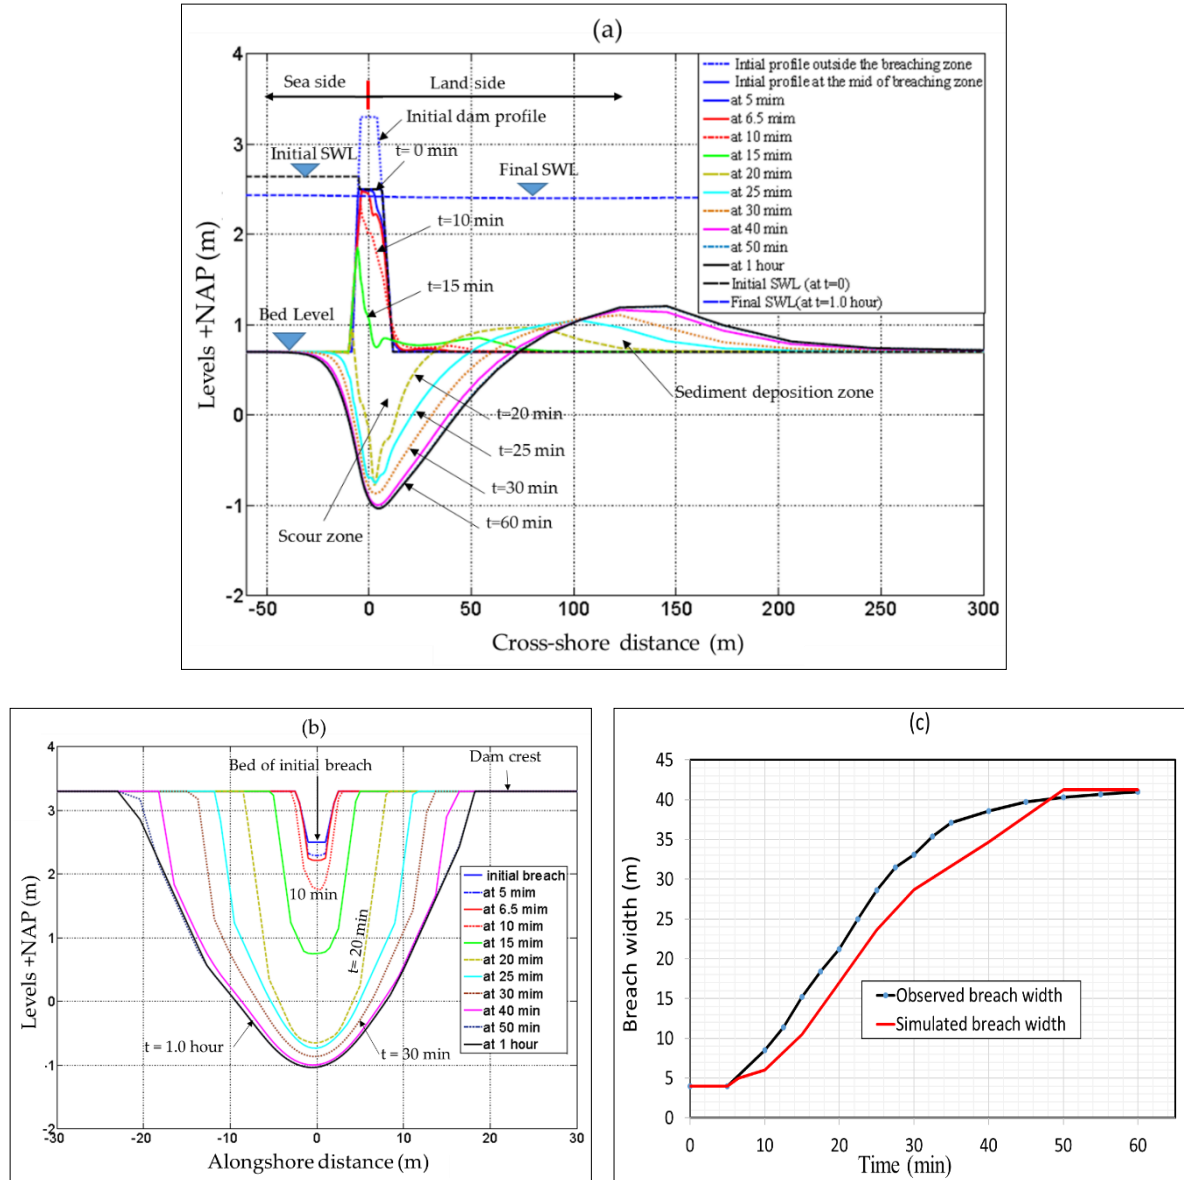 (a)
4
3
2
1
0
-1
-2
-50
0
50
100
150
200
250
300
Levels +NAP (m)
Cross-shore distance (m)
Sea side
Land side
Initial dam profile
t= 0 min
Initial SWL
Final SWL
t=10 min
t=15 min
Bed Level
Sediment deposition zone
t=20 min
t=25 min
t=30 min
t=60 min
Scour zone
Intial profile outside the breaching zone
Intial profile at the mid of breaching zone
at 5 mim
at 6.5 mim
at 10 mim
at 15 mim
at 20 mim
at 25 mim
at 30 mim
at 40 min
at 50 min
at 1 hour
Initial SWL (at t=0)
Final SWL(at t=1.0 hour)
(b)
4
3
2
1
0
-1
-2
-30
-20
-10
0
10
20
30
Levels +NAP (m)
Alongshore distance (m)
Bed of initial breach
Dam crest
10 min
t= 20 min
t = 1.0 hour
t= 30 min
initial breach
at 5 mim
at 6.5 mim
at 10 mim
at 15 mim
at 20 mim
at 25 mim
at 30 mim
at 40 min
at 50 min
at 1 hour
(c)
45
40
35
30
25
20
15
10
5
0
0
10
20
30
40
50
60
Breach width (m)
Time (min)
Observed breach width
Simulated breach width